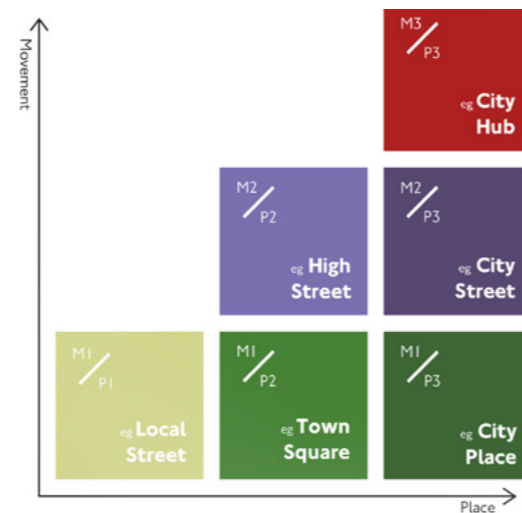 Movement
M3
P3
eg City
Hub
M2
P2
eg High
Street
M2
P3
eg City
Street
M1
P1
eg Local
Street
M1
P2
eg Town
Square
M1
P3
eg City
Place
Place